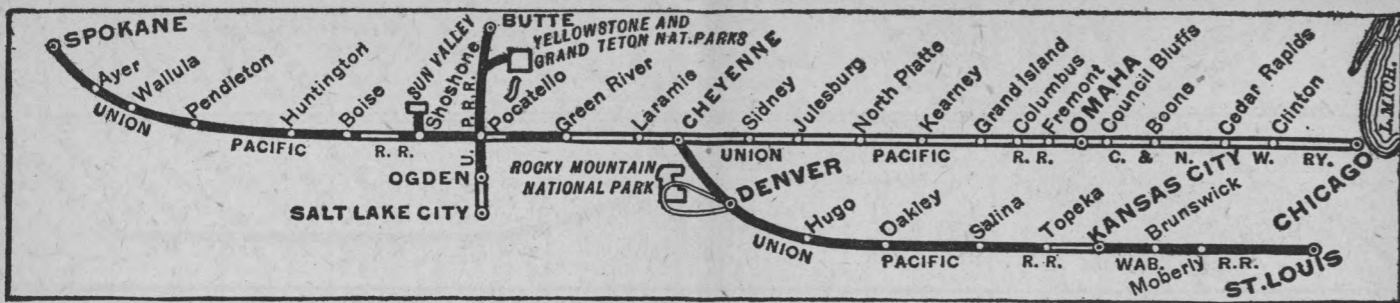 SPOKANE
Ayer
Wallula
Pendleton
Huntington
Boise
SUN VALLEY
Shoshone
BUTTE
YELLOWSTONE AND
GRAND TETON NAT. PARKS
Pocatello
Green River
Laramie
CHEYENNE
Sidney
Julesburg
North Platte
Kearney
Grand Island
Columbus
Fremont
OMAHA
Council Bluffs
Boone
Cedar Rapids
Clinton
CHICAGO
L. MICH.
UNION
PACIFIC
R. R.
U. P. R. R.
UNION
PACIFIC
R. R.
C. & N. W. RY.
OGDEN
SALT LAKE CITY
ROCKY MOUNTAIN
NATIONAL PARK
DENVER
Hugo
Oakley
Salina
Topeka
KANSAS CITY
Brunswick
Moberly
ST. LOUIS
UNION
PACIFIC
R. R.
WAB. R. R.